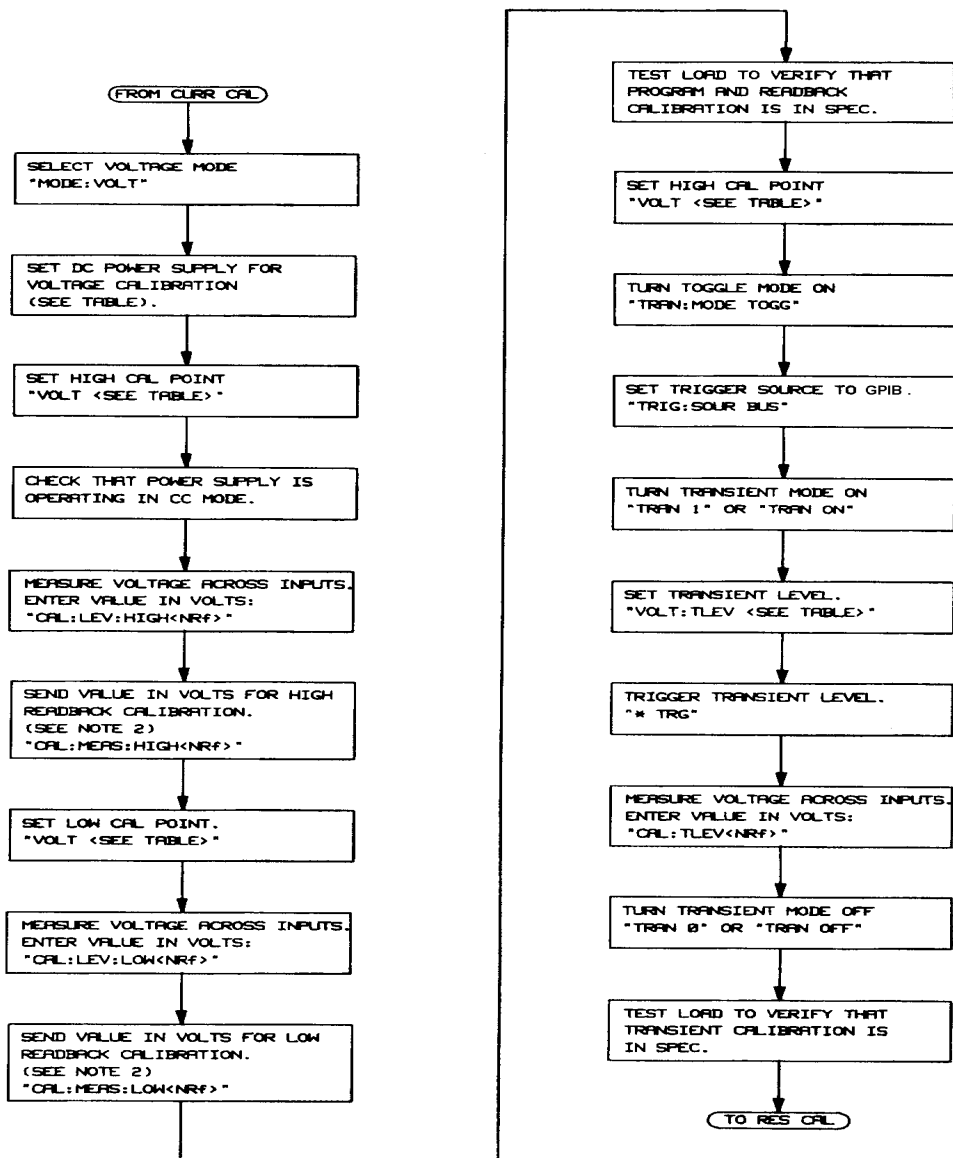 FROM CURR CAL
SELECT VOLTAGE MODE
"MODE:VOLT"
SET DC POWER SUPPLY FOR
VOLTAGE CALIBRATION
(SEE TABLE).
SET HIGH CAL POINT
"VOLT <SEE TABLE>"
CHECK THAT POWER SUPPLY IS
OPERATING IN CC MODE.
MEASURE VOLTAGE ACROSS INPUTS.
ENTER VALUE IN VOLTS:
"CAL:LEV:HIGH<NRf>"
SEND VALUE IN VOLTS FOR HIGH
READBACK CALIBRATION.
(SEE NOTE 2)
"CAL:MEAS:HIGH<NRf>"
SET LOW CAL POINT.
"VOLT <SEE TABLE>"
MEASURE VOLTAGE ACROSS INPUTS.
ENTER VALUE IN VOLTS:
"CAL:LEV:LOW<NRf>"
SEND VALUE IN VOLTS FOR LOW
READBACK CALIBRATION.
(SEE NOTE 2)
"CAL:MEAS:LOW<NRf>"
TEST LOAD TO VERIFY THAT
PROGRAM AND READBACK
CALIBRATION IS IN SPEC.
SET HIGH CAL POINT
"VOLT <SEE TABLE>"
TURN TOGGLE MODE ON
"TRAN:MODE TOGG"
SET TRIGGER SOURCE TO GPIB.
"TRIG:SOUR BUS"
TURN TRANSIENT MODE ON
"TRAN 1" OR "TRAN ON"
SET TRANSIENT LEVEL.
"VOLT:TLEV <SEE TABLE>"
TRIGGER TRANSIENT LEVEL.
"* TRG"
MEASURE VOLTAGE ACROSS INPUTS.
ENTER VALUE IN VOLTS:
"CAL:TLEV<NRf>"
TURN TRANSIENT MODE OFF
"TRAN 0" OR "TRAN OFF"
TEST LOAD TO VERIFY THAT
TRANSIENT CALIBRATION IS
IN SPEC.
TO RES CAL